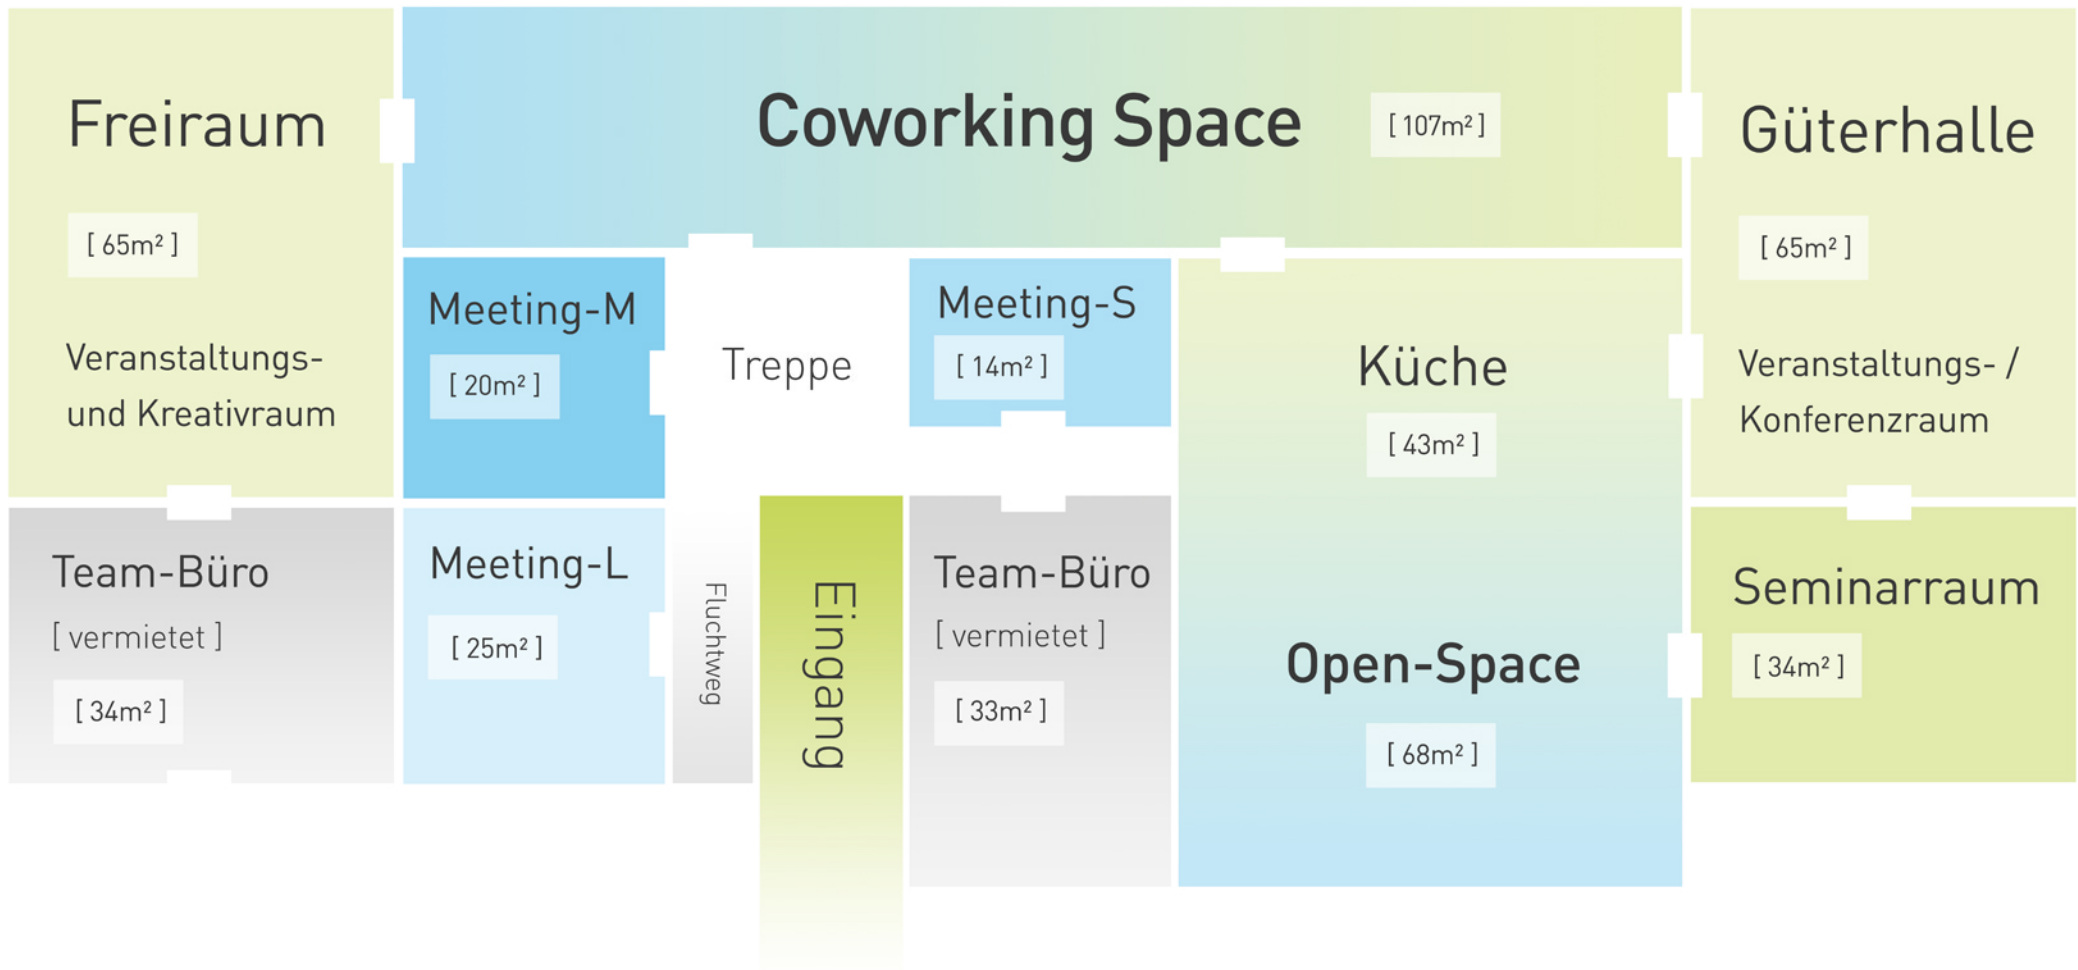 Freiraum
[ 65m² ]
Veranstaltungs-
und Kreativraum
Coworking Space
[ 107m² ]
Güterhalle
[ 65m² ]
Veranstaltungs- /
Konferenzraum
Meeting-M
[ 20m² ]
Treppe
Meeting-S
[ 14m² ]
Küche
[ 43m² ]
Team-Büro
[ vermietet ]
[ 34m² ]
Meeting-L
[ 25m² ]
Fluchtweg
Eingang
Team-Büro
[ vermietet ]
[ 33m² ]
Open-Space
[ 68m² ]
Seminarraum
[ 34m² ]